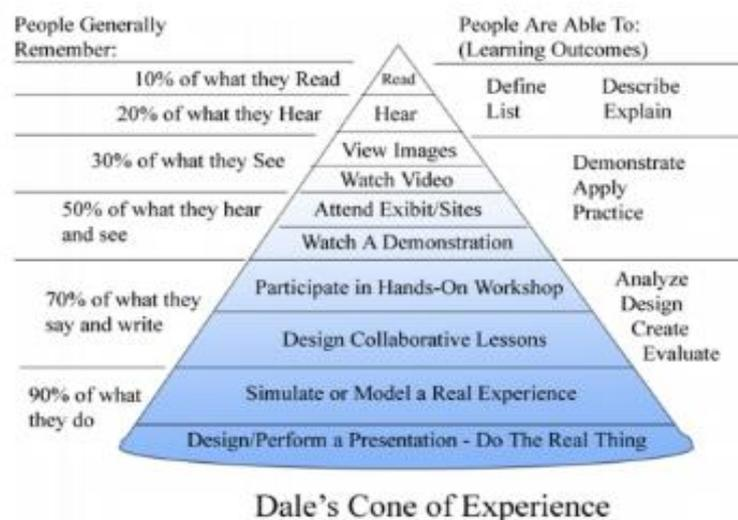 People Generally
Remember:
People Are Able To:
(Learning Outcomes)
10% of what they Read
Read
Define
Describe
20% of what they Hear
Hear
List
Explain
30% of what they See
View Images
Watch Video
Demonstrate
Apply
Practice
50% of what they hear
and see
Attend Exibit/Sites
Watch A Demonstration
70% of what they
say and write
Participate in Hands-On Workshop
Design Collaborative Lessons
Analyze
Design
Create
Evaluate
90% of what
they do
Simulate or Model a Real Experience
Design/Perform a Presentation - Do The Real Thing
Dale's Cone of Experience